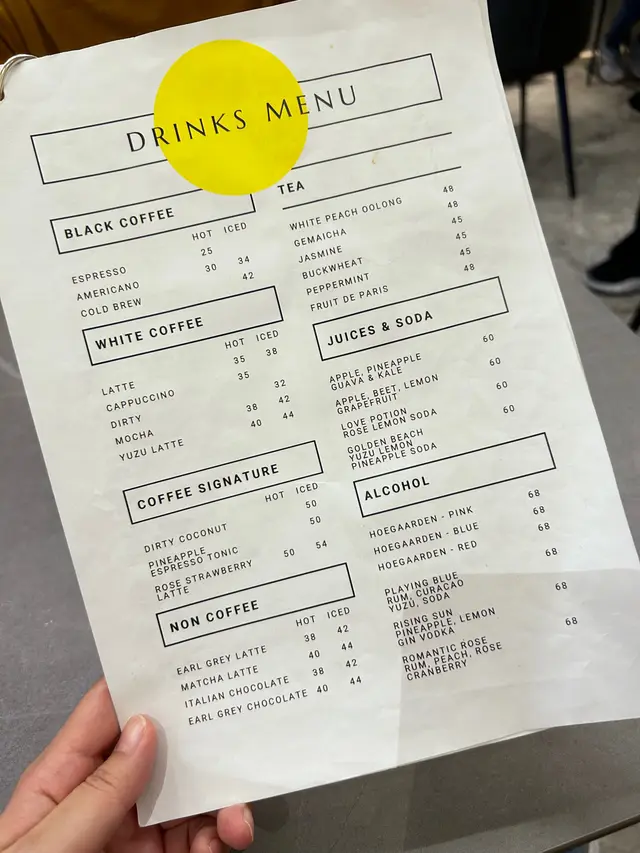 DRINKS MENU
BLACK COFFEE
HOT ICED
ESPRESSO 25
AMERICANO 30 34
COLD BREW 42
WHITE COFFEE
HOT ICED
LATTE 35 38
CAPPUCCINO 35
DIRTY 32
MOCHA 38 42
YUZU LATTE 40 44
COFFEE SIGNATURE
HOT ICED
DIRTY COCONUT 50
PINEAPPLE 50
ESPRESSO TONIC
ROSE STRAWBERRY 50 54
LATTE
NON COFFEE
HOT ICED
EARL GREY LATTE 38 42
MATCHA LATTE 40 44
ITALIAN CHOCOLATE 38 42
EARL GREY CHOCOLATE 40 44
TEA
WHITE PEACH OOLONG 48
GEMAICHA 48
JASMINE 45
BUCKWHEAT 45
PEPPERMINT 45
FRUIT DE PARIS 48
JUICES & SODA
APPLE, PINEAPPLE 60
GUAVA & KALE
APPLE, BEET, LEMON 60
GRAPEFRUIT
LOVE POTION 60
ROSE LEMON SODA
GOLDEN BEACH 60
YUZU LEMON
PINEAPPLE SODA
ALCOHOL
HOEGAARDEN - PINK 68
HOEGAARDEN - BLUE 68
HOEGAARDEN - RED 68
PLAYING BLUE 68
RUM, CURACAO
YUZU, SODA
RISING SUN 68
PINEAPPLE, LEMON
GIN VODKA
ROMANTIC ROSE 68
RUM, PEACH, ROSE
CRANBERRY